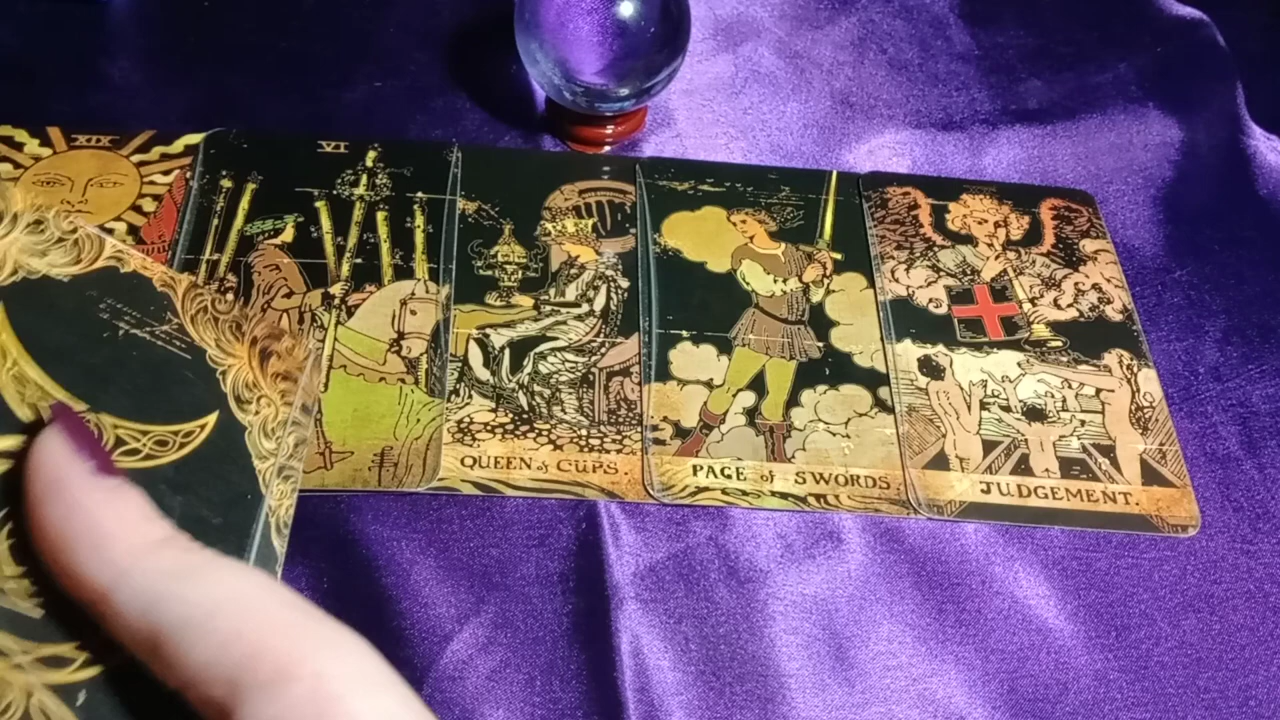 XIX
VI
QUEEN of CUPS.
PAGE of SWORDS
JUDGEMENT.